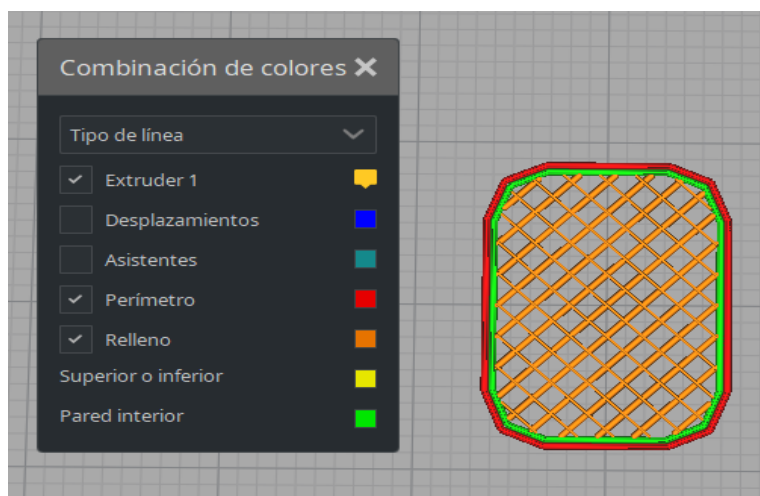 Combinación de colores
Tipo de línea
Extruder 1
Desplazamientos
Asistentes
Perímetro
Relleno
Superior o inferior
Pared interior